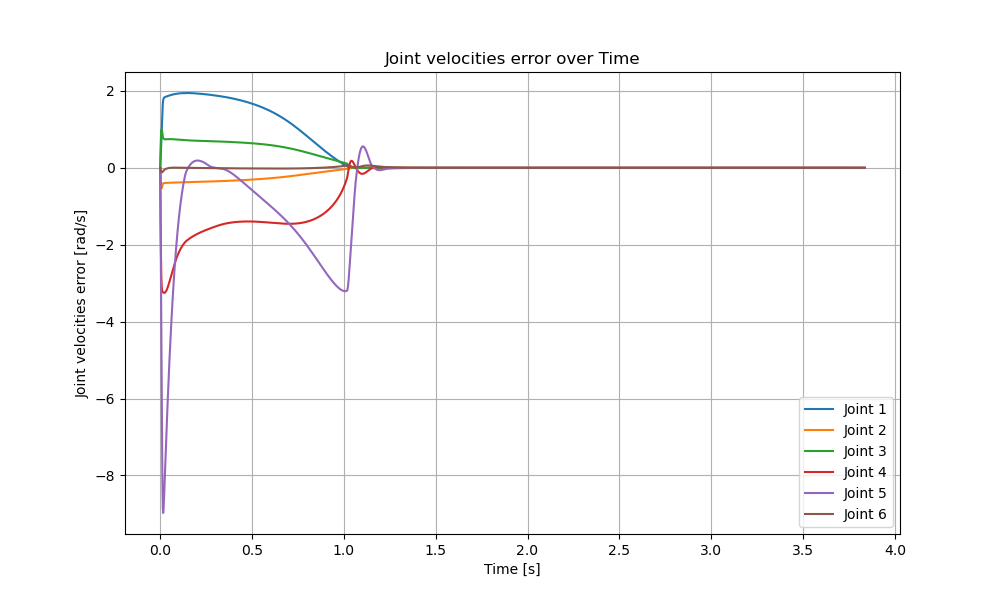 Joint velocities error over Time
Joint velocities error [rad/s]
2
0
−2
−4
−6
−8
0.0 0.5 1.0 1.5 2.0 2.5 3.0 3.5 4.0
Time [s]
Joint 1
Joint 2
Joint 3
Joint 4
Joint 5
Joint 6